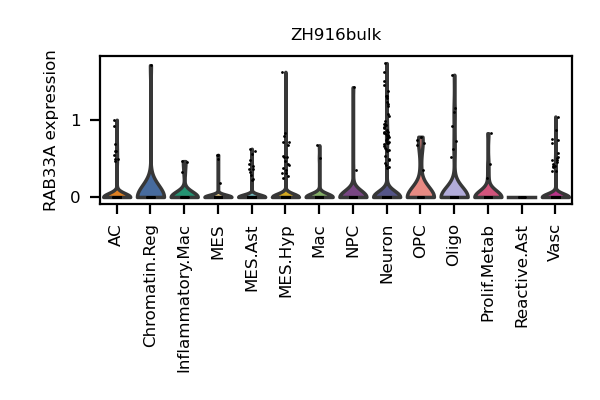 ZH916bulk
RAB33A expression
1
0
AC
Chromatin.Reg
Inflammatory.Mac
MES
MES.Ast
MES.Hyp
Mac
NPC
Neuron
OPC
Oligo
Prolif.Metab
Reactive.Ast
Vasc